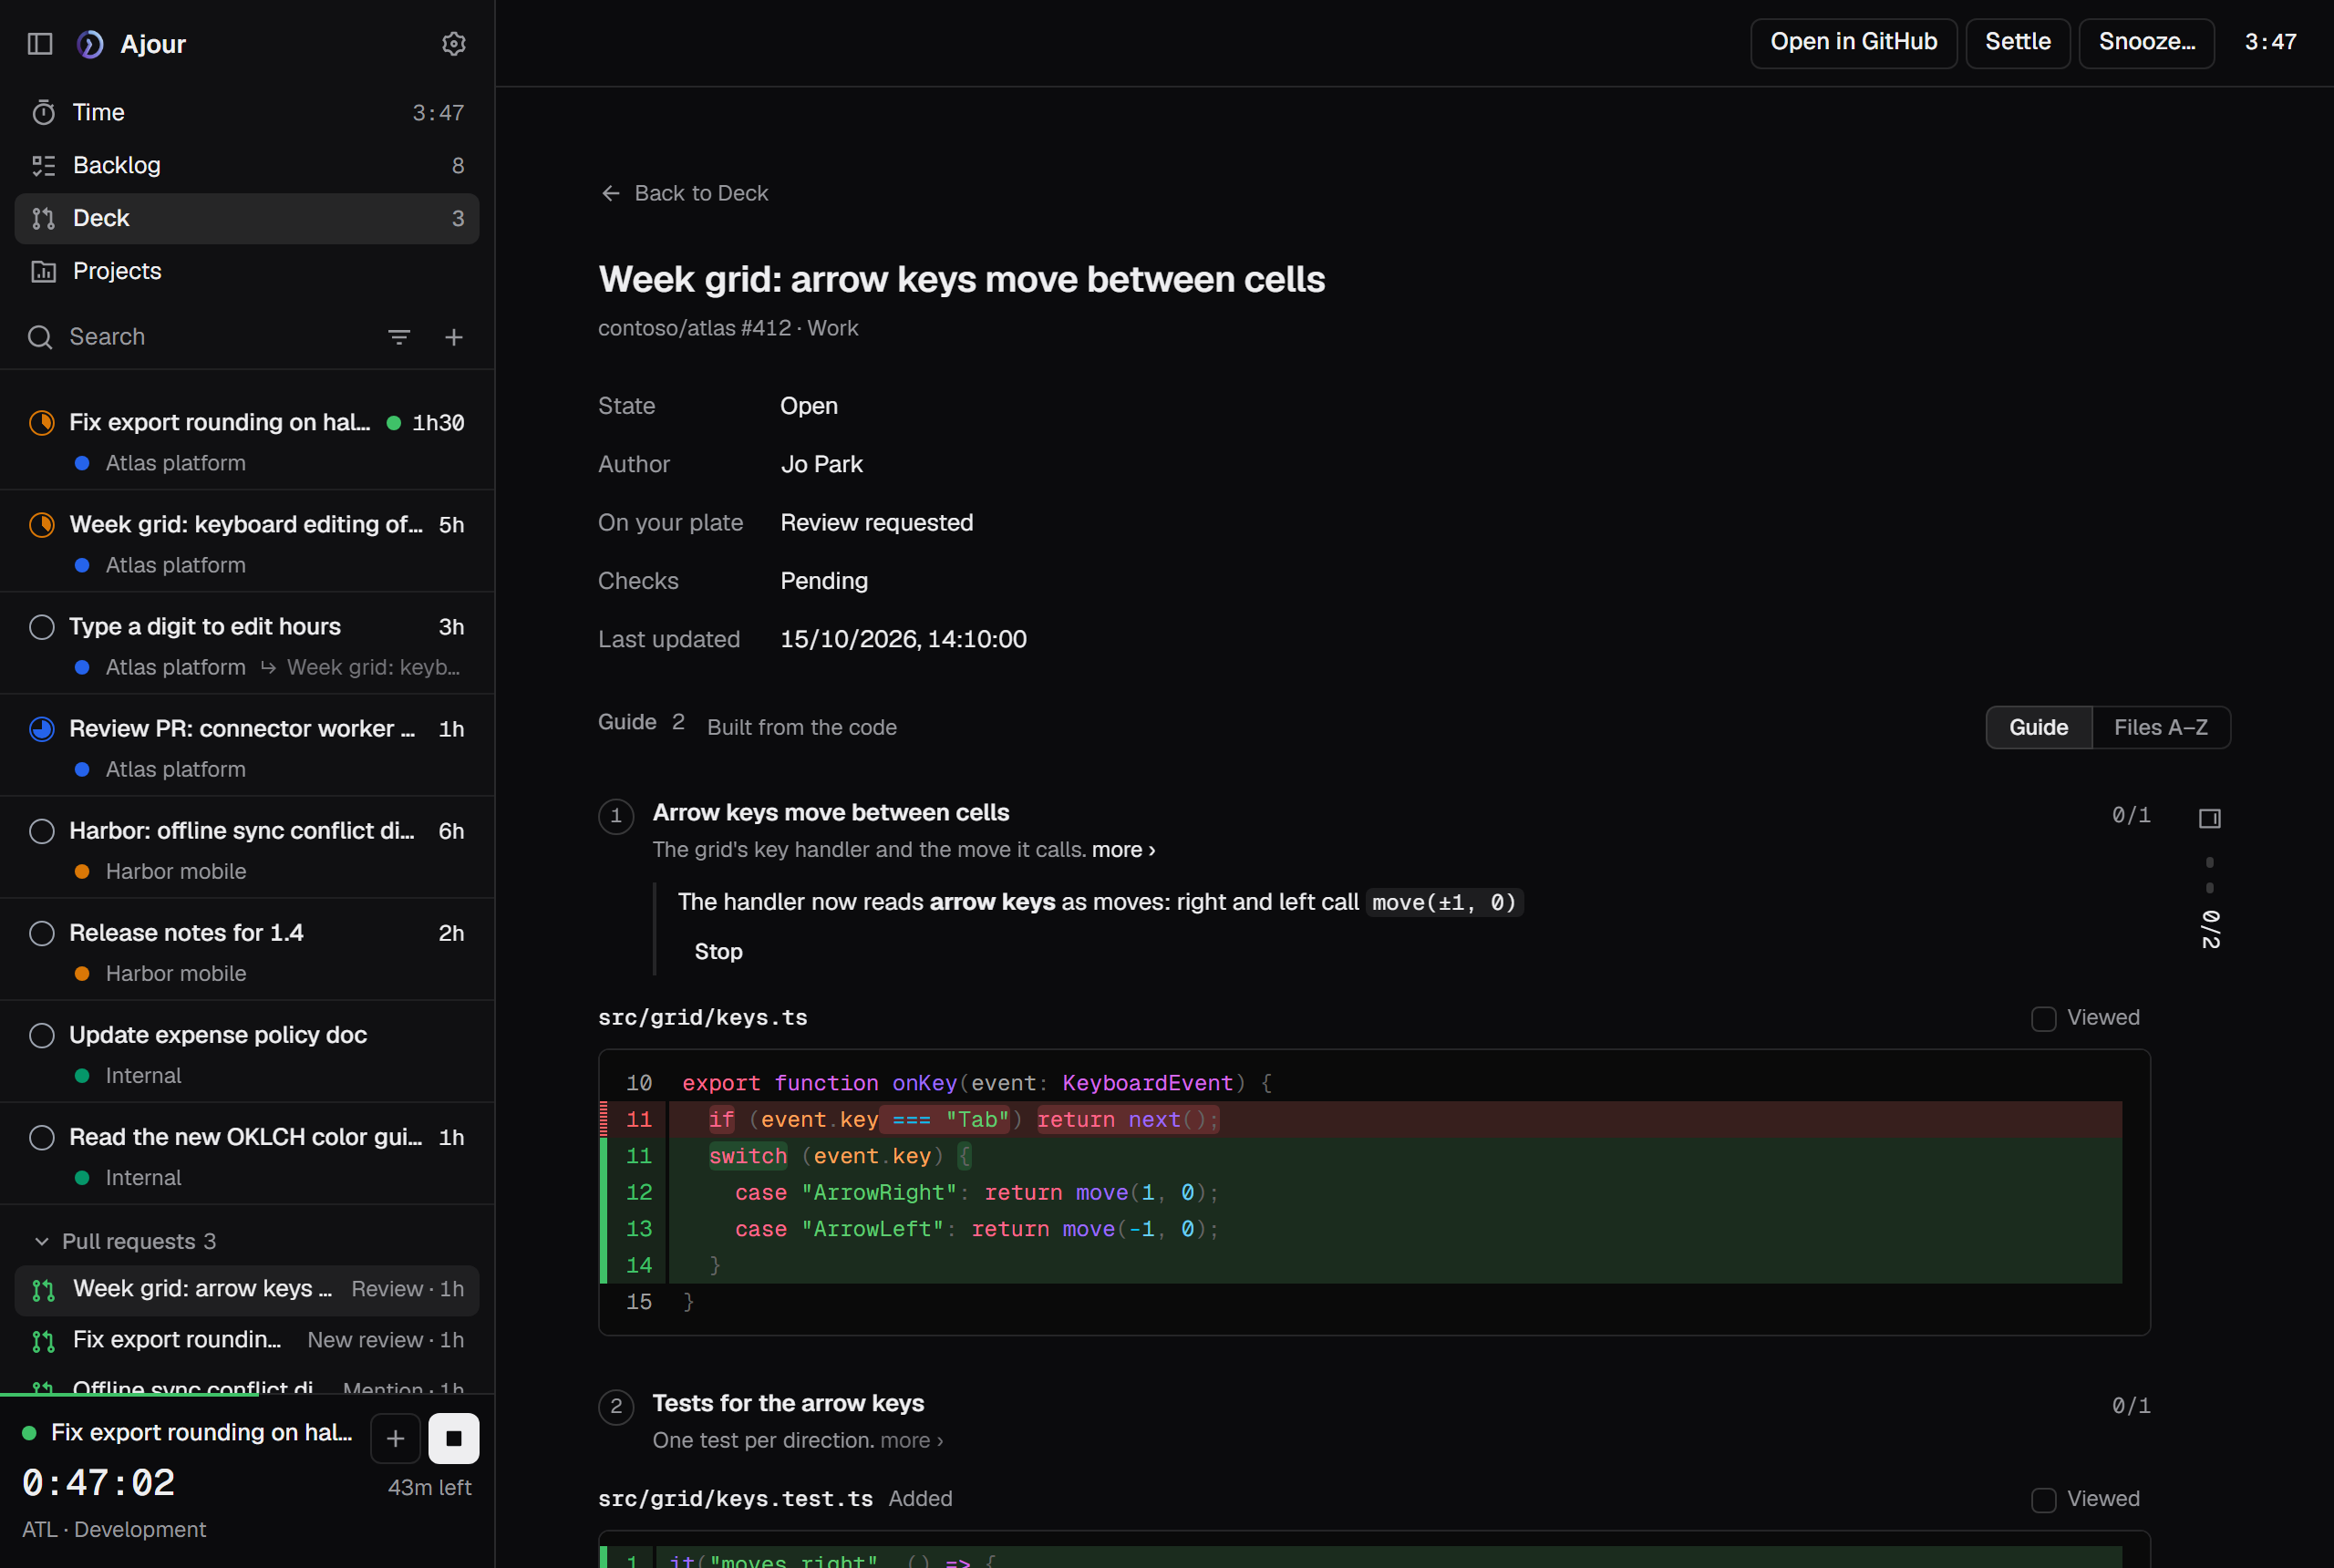 Ajour
Time 3:47
Backlog 8
Deck 3
Projects
Search
Fix export rounding on hal... 1h30
Atlas platform
Week grid: keyboard editing of... 5h
Atlas platform
Type a digit to edit hours 3h
Atlas platform ↳ Week grid: keyb...
Review PR: connector worker ... 1h
Atlas platform
Harbor: offline sync conflict di... 6h
Harbor mobile
Release notes for 1.4 2h
Harbor mobile
Update expense policy doc
Internal
Read the new OKLCH color gui... 1h
Internal
Pull requests 3
Week grid: arrow keys ... Review · 1h
Fix export roundin... New review · 1h
Offline sync conflict di... Mention · 1h
Fix export rounding on hal...
0:47:02 43m left
ATL · Development
Open in GitHub Settle Snooze... 3:47
← Back to Deck
Week grid: arrow keys move between cells
contoso/atlas #412 · Work
State Open
Author Jo Park
On your plate Review requested
Checks Pending
Last updated 15/10/2026, 14:10:00
Guide 2 Built from the code Guide Files A–Z
1 Arrow keys move between cells 0/1
The grid's key handler and the move it calls. more ›
0/2
The handler now reads arrow keys as moves: right and left call move(±1, 0)
Stop
src/grid/keys.ts Viewed
10 export function onKey(event: KeyboardEvent) {
11 if (event.key === "Tab") return next();
11 switch (event.key) {
12 case "ArrowRight": return move(1, 0);
13 case "ArrowLeft": return move(-1, 0);
14 }
15 }
2 Tests for the arrow keys 0/1
One test per direction. more ›
src/grid/keys.test.ts Added Viewed
1 it("moves right", () => {